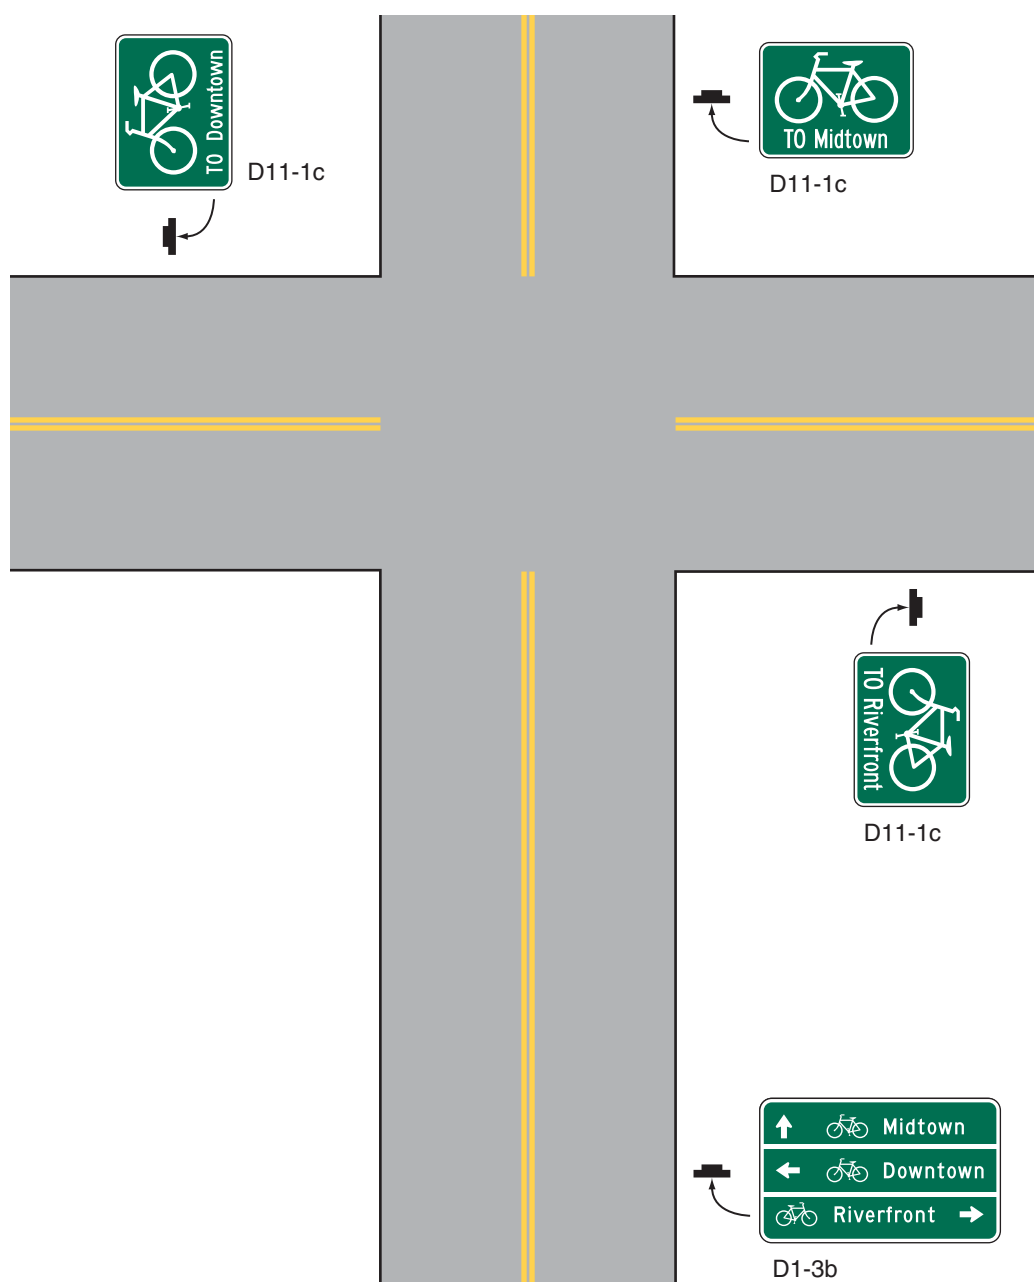 TO Downtown
D11-1c
TO Midtown
D11-1c
TO Riverfront
D11-1c
Midtown
Downtown
Riverfront
D1-3b